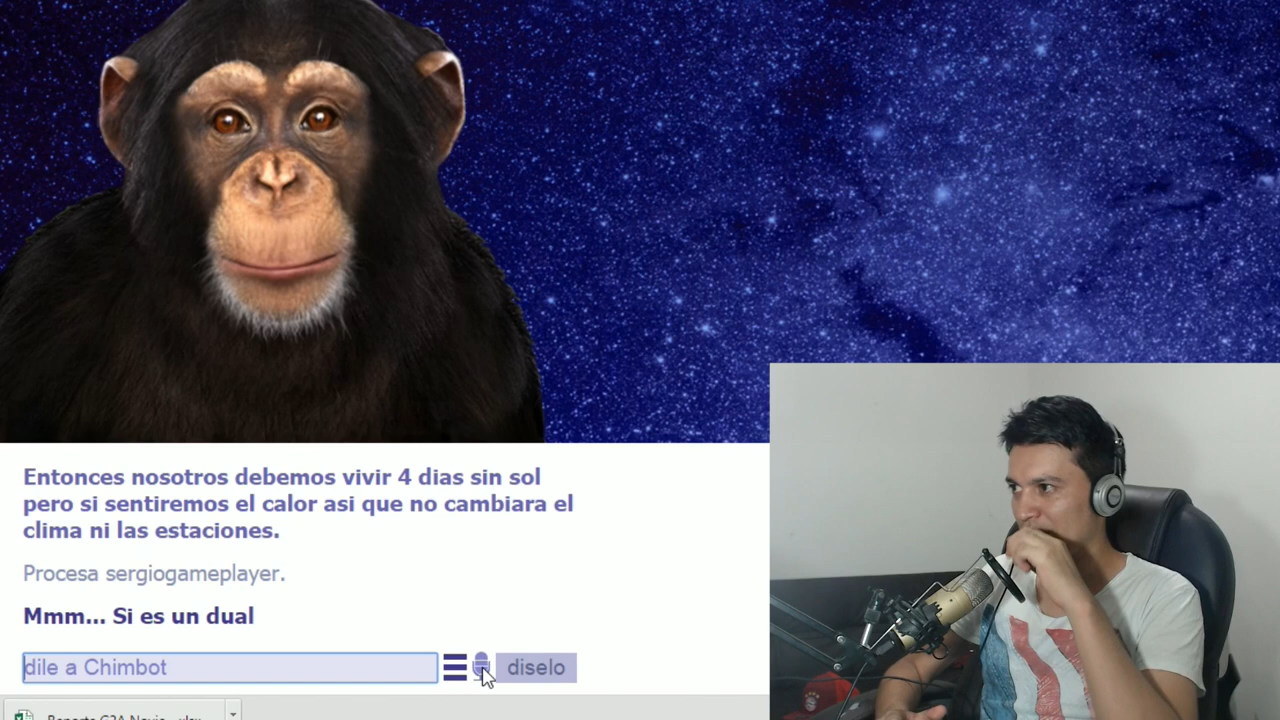 Entonces nosotros debemos vivir 4 dias sin sol
pero si sentiremos el calor asi que no cambiara el
clima ni las estaciones.
Procesa sergiogameplayer.
Mmm... Si es un dual
dile a Chimbot
diselo